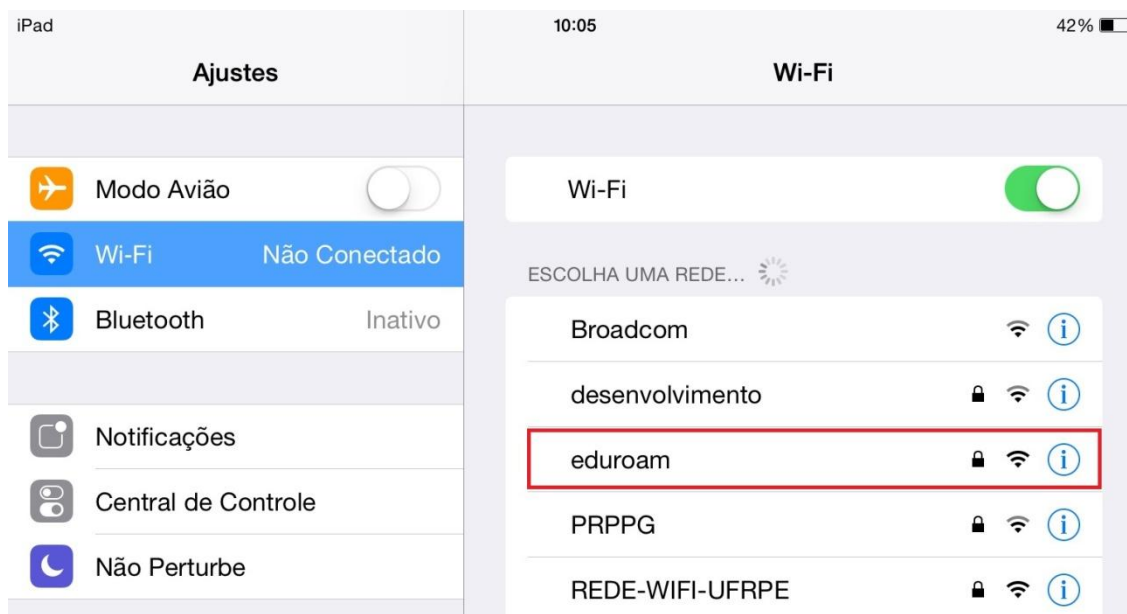 iPad 10:05 42%
Ajustes
Wi-Fi
Modo Avião
Wi-Fi Não Conectado
Bluetooth Inativo
Notificações
Central de Controle
Não Perturbe
Wi-Fi
ESCOLHA UMA REDE...
Broadcom
desenvolvimento
eduroam
PRPPG
REDE-WIFI-UFRPE